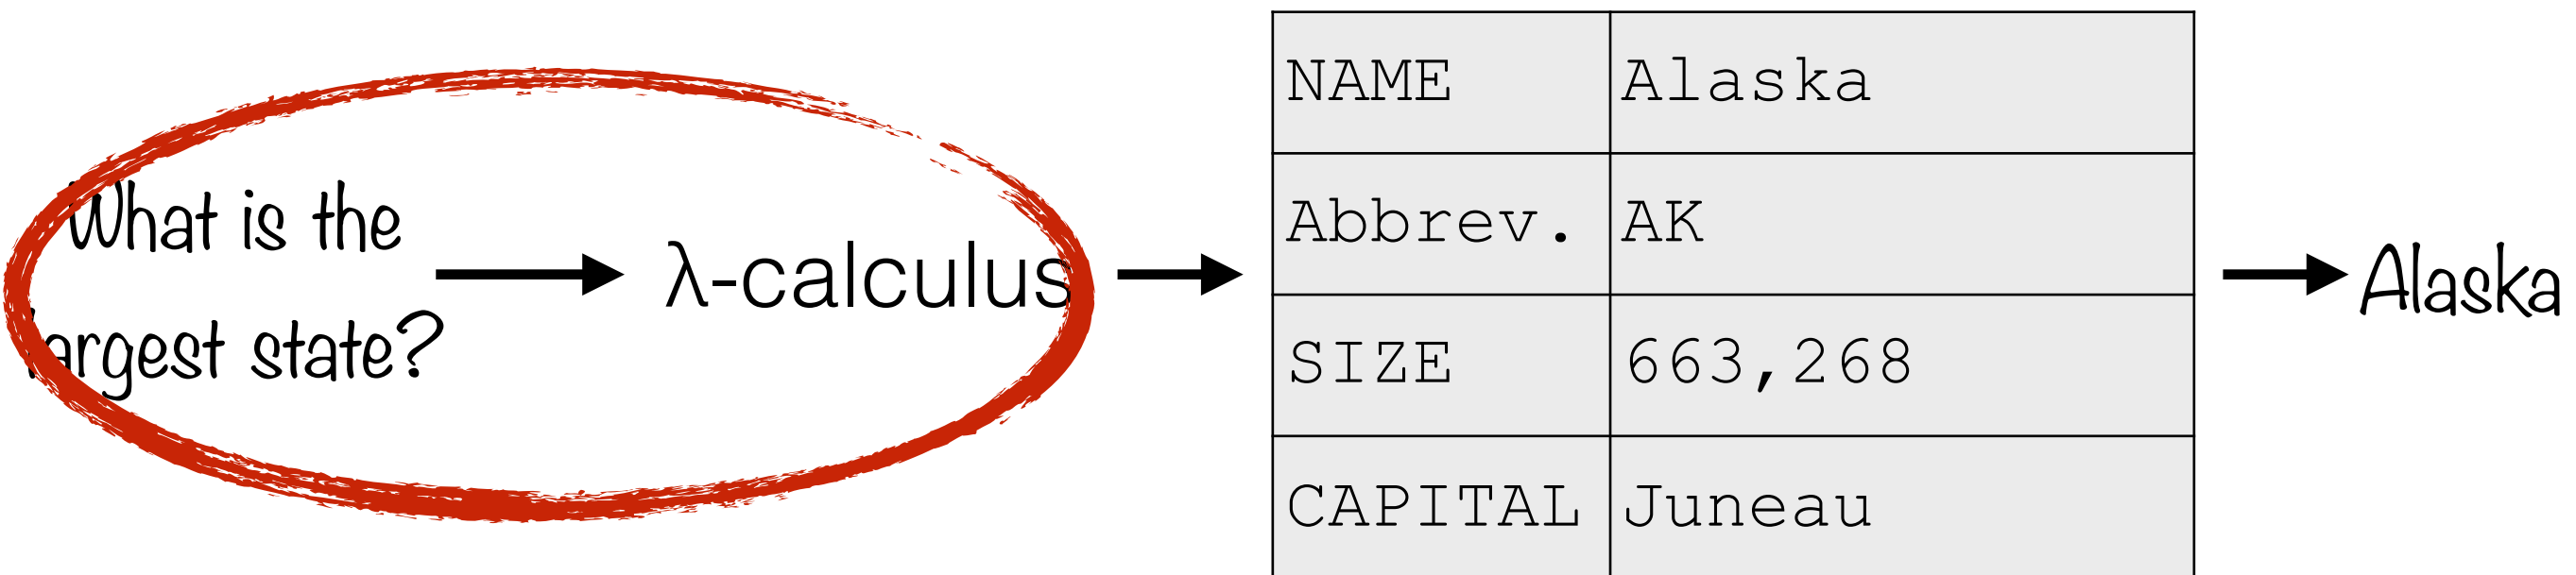 What is the
largest state?
λ-calculus
NAME Alaska
Abbrev. AK
SIZE 663,268
CAPITAL Juneau
Alaska